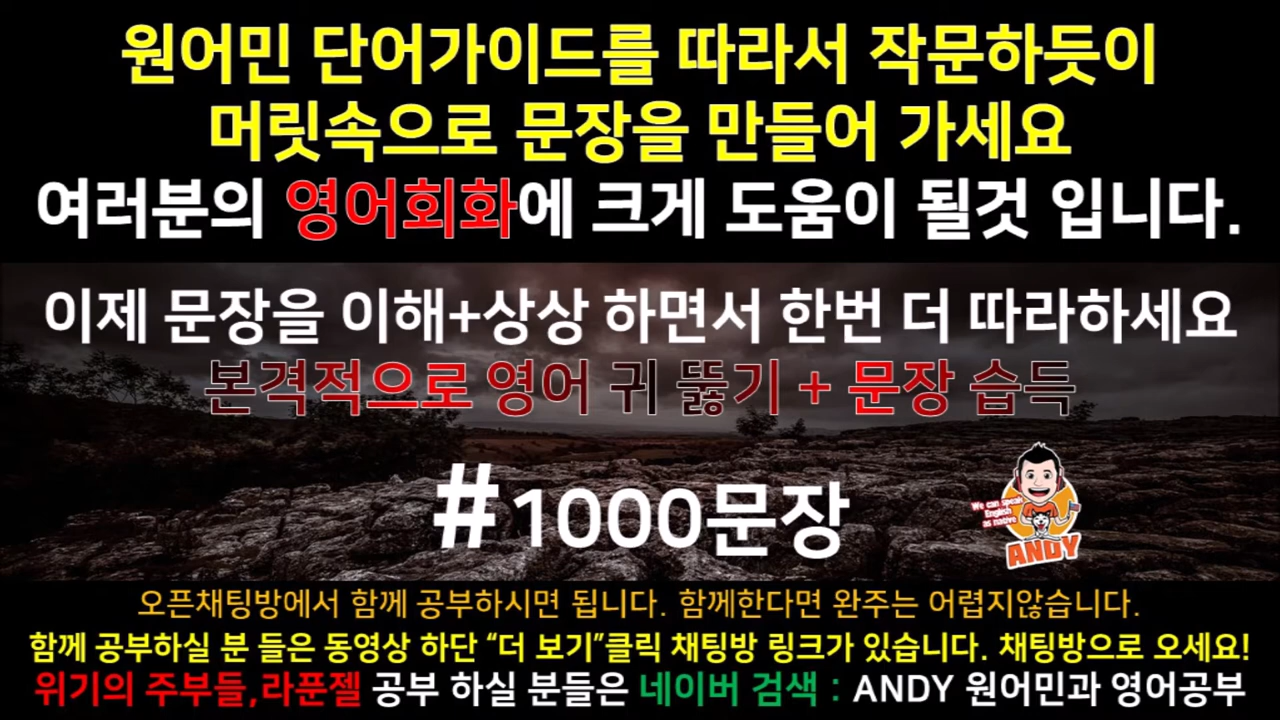 원어민 단어가이드를 따라서 작문하듯이
머릿속으로 문장을 만들어 가세요
여러분의 영어회화에 크게 도움이 될것 입니다.
이제 문장을 이해+상상 하면서 한번 더 따라하세요
본격적으로 영어 귀 뚫기 + 문장 습득
#1000문장
We can speak
English
as native
ANDY
오픈채팅방에서 함께 공부하시면 됩니다. 함께한다면 완주는 어렵지않습니다.
함께 공부하실 분 들은 동영상 하단 “더 보기”클릭 채팅방 링크가 있습니다. 채팅방으로 오세요!
위기의 주부들,라푼젤 공부 하실 분들은 네이버 검색 : ANDY 원어민과 영어공부